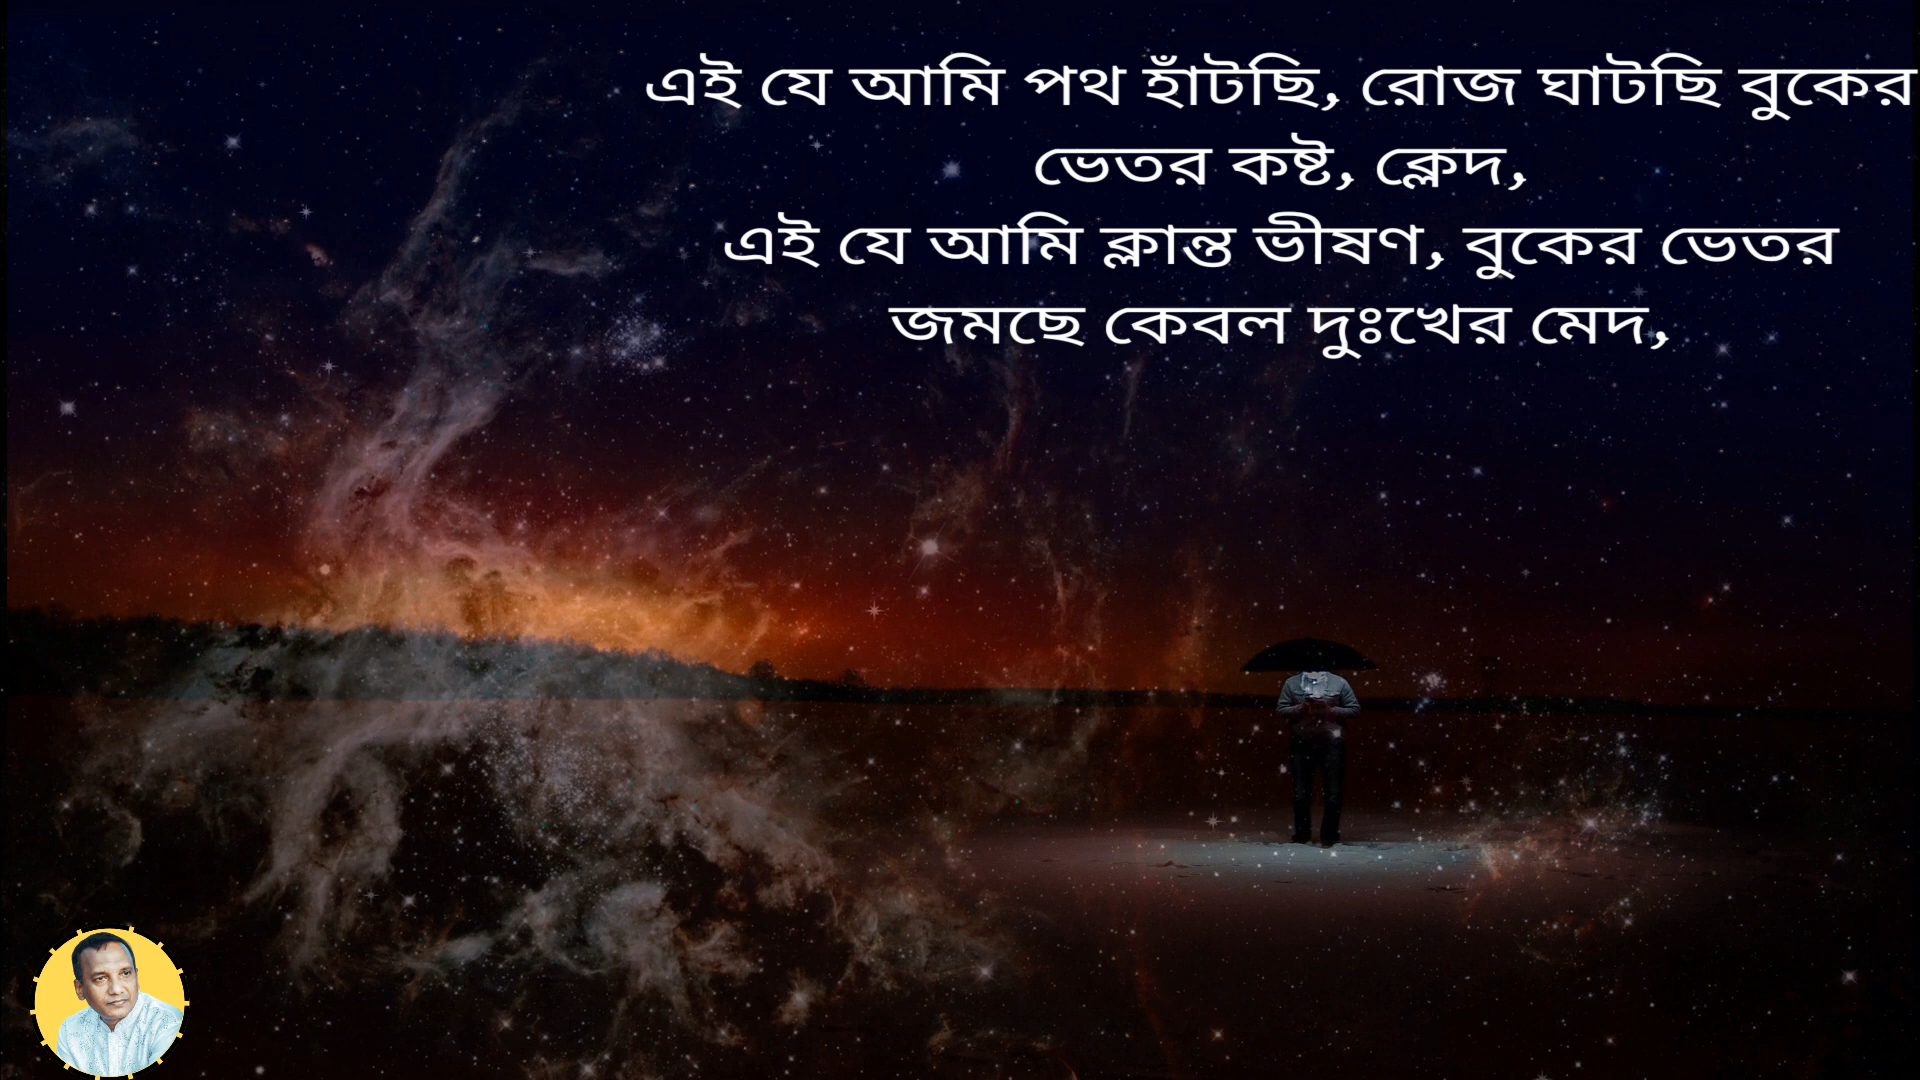 এই যে আমি পথ হাঁটছি, রোজ ঘাটছি বুকের
ভেতর কষ্ট, ক্লেদ,
এই যে আমি ক্লান্ত ভীষণ, বুকের ভেতর
জমছে কেবল দুঃখের মেদ,